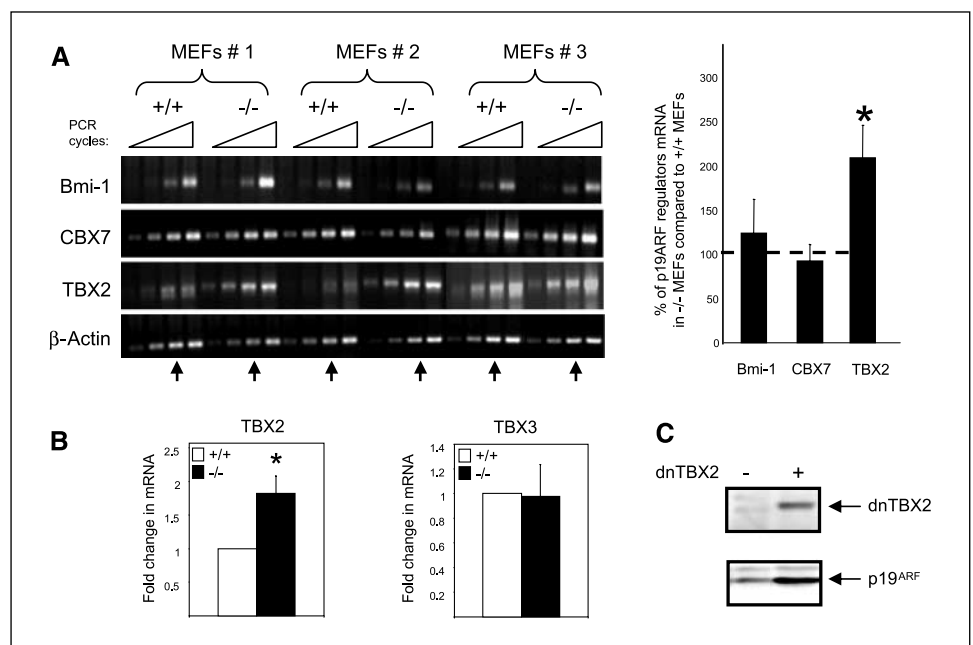 A
MEFs # 1 MEFs # 2 MEFs # 3
+/+ -/- +/+ -/- +/+ -/-
PCR
cycles:
Bmi-1
CBX7
TBX2
β-Actin
% of p19ARF regulators mRNA
in -/- MEFs compared to +/+ MEFs
300
250
200
150
100
50
0
*
Bmi-1 CBX7 TBX2
B
TBX2
Fold change in mRNA
2.5
2
1.5
1
.5
+/+
-/-
*
TBX3
Fold change in mRNA
1.4
1.2
1
0.8
0.6
0.4
0.2
+/+
-/-
C
dnTBX2 - +
dnTBX2
p19ARF